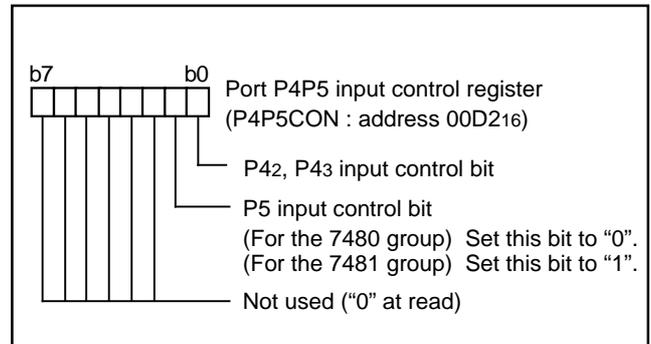 b7 b0
Port P4P5 input control register
(P4P5CON : address 00D216)
P42, P43 input control bit
P5 input control bit
(For the 7480 group) Set this bit to “0”.
(For the 7481 group) Set this bit to “1”.
Not used (“0” at read)